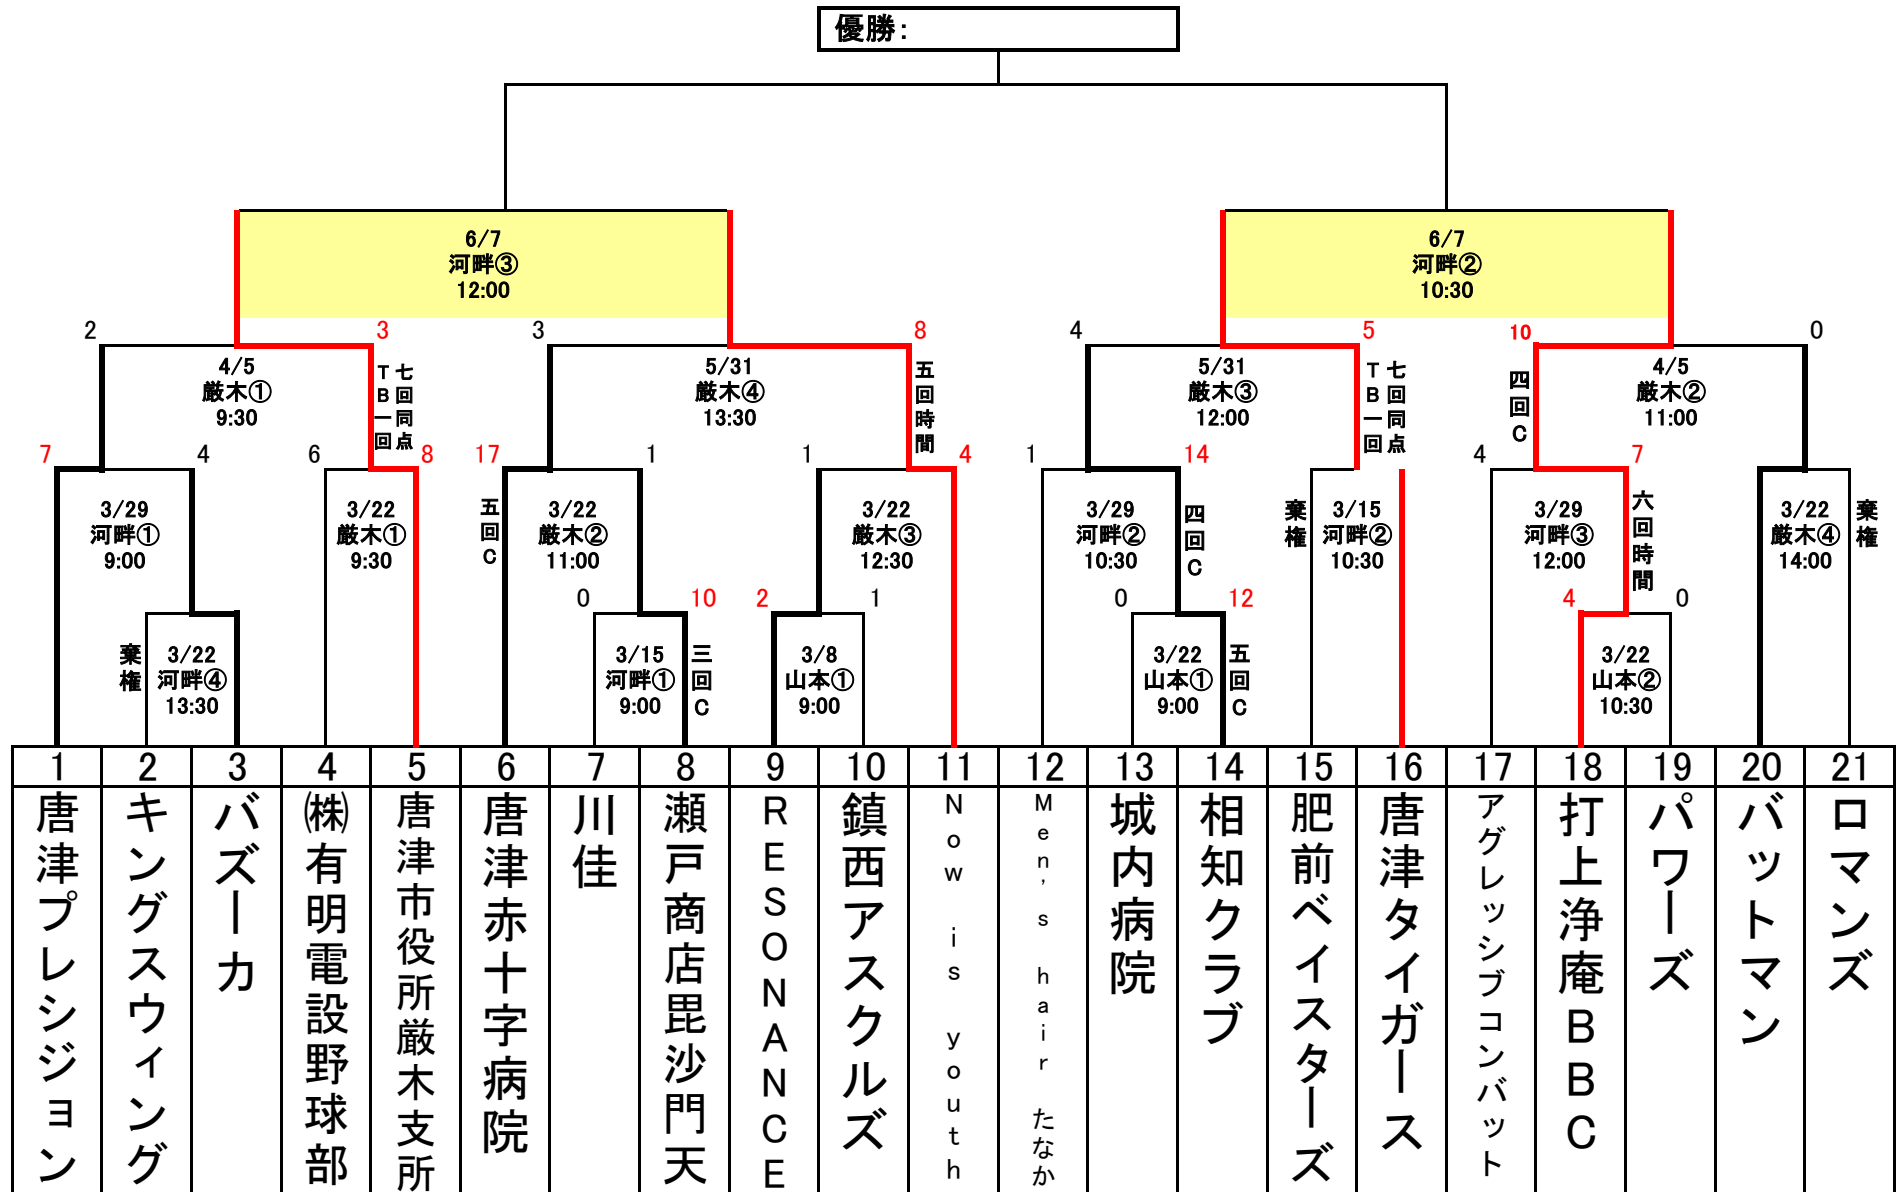 優勝:
6/7
河畔③
12:00
6/7
河畔②
10:30
2
3
3
8
4
5
10
0
4/5
厳木①
9:30
七回同点
TB一回
5/31
厳木④
13:30
五回時間
5/31
厳木③
12:00
七回同点
TB一回
四回C
4/5
厳木②
11:00
7
4
6
8
17
1
1
4
1
14
4
7
3/29
河畔①
9:00
3/22
厳木①
9:30
五回C
3/22
厳木②
11:00
3/22
厳木③
12:30
3/29
河畔②
10:30
四回C
棄権
3/15
河畔②
10:30
3/29
河畔③
12:00
六回時間
3/22
厳木④
14:00
棄権
0
10
2
1
0
12
4
0
棄権
3/22
河畔④
13:30
3/15
河畔①
9:00
三回C
3/8
山本①
9:00
3/22
山本①
9:00
五回C
3/22
山本②
10:30
1 2 3 4 5 6 7 8 9 10 11 12 13 14 15 16 17 18 19 20 21
唐津プレシジョン
キングスウィング
バズーカ
㈱有明電設野球部
唐津市役所厳木支所
唐津赤十字病院
川佳
瀬戸商店毘沙門天
RESONANCE
鎮西アスクルズ
Now is youth
Men's hair たなか
城内病院
相知クラブ
肥前ベイスターズ
唐津タイガース
アグレッシブコンバット
打上浄庵BBC
パワーズ
バットマン
ロマンズ